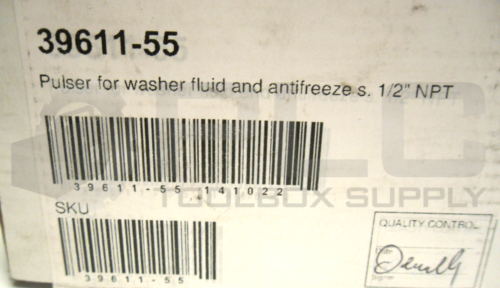 39611-55
Pulser for washer fluid and antifreeze s. 1/2" NPT
PLC
TOOLBOX SUPPLY
39611-55 141022
SKU
39611-55
QUALITY CONTROL